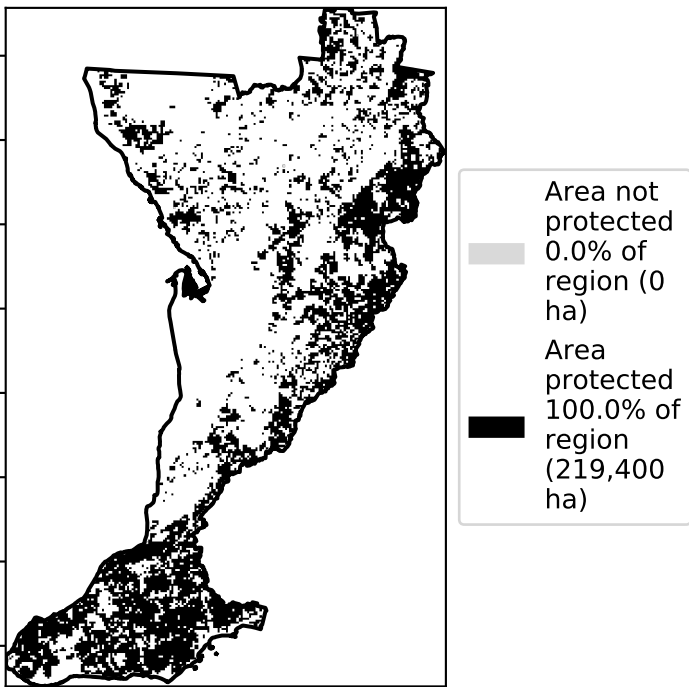 Area not
protected
0.0% of
region (0
ha)
Area
protected
100.0% of
region
(219,400
ha)